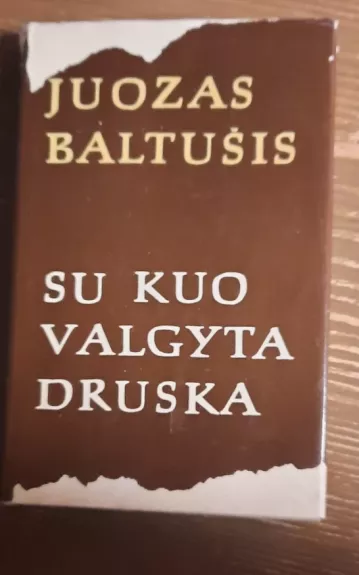 JUOZAS
BALTUŠIS
SU KUO
VALGYTA
DRUSKA